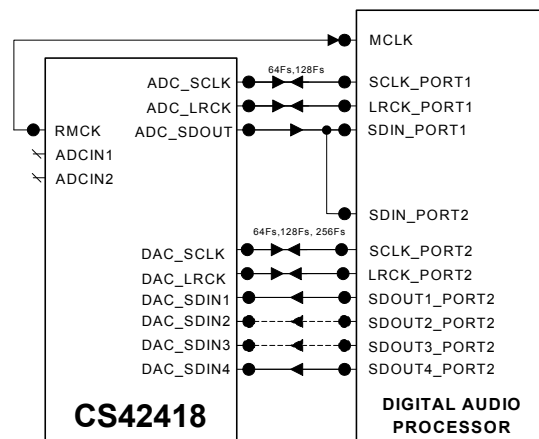 MCLK
64Fs,128Fs
ADC_SCLK SCLK_PORT1
ADC_LRCK LRCK_PORT1
RMCK ADC_SDOUT SDIN_PORT1
ADCIN1
ADCIN2
SDIN_PORT2
64Fs,128Fs, 256Fs
DAC_SCLK SCLK_PORT2
DAC_LRCK LRCK_PORT2
DAC_SDIN1 SDOUT1_PORT2
DAC_SDIN2 SDOUT2_PORT2
DAC_SDIN3 SDOUT3_PORT2
DAC_SDIN4 SDOUT4_PORT2
CS42418
DIGITAL AUDIO
PROCESSOR